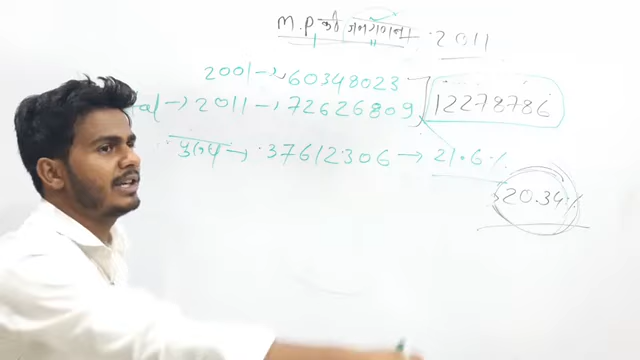 M.P की जनगणना 2011
2001 → 60348023
→ 2011 → 72626809
12278786
पुरुष → 37612306 → 21.6%
20.34%